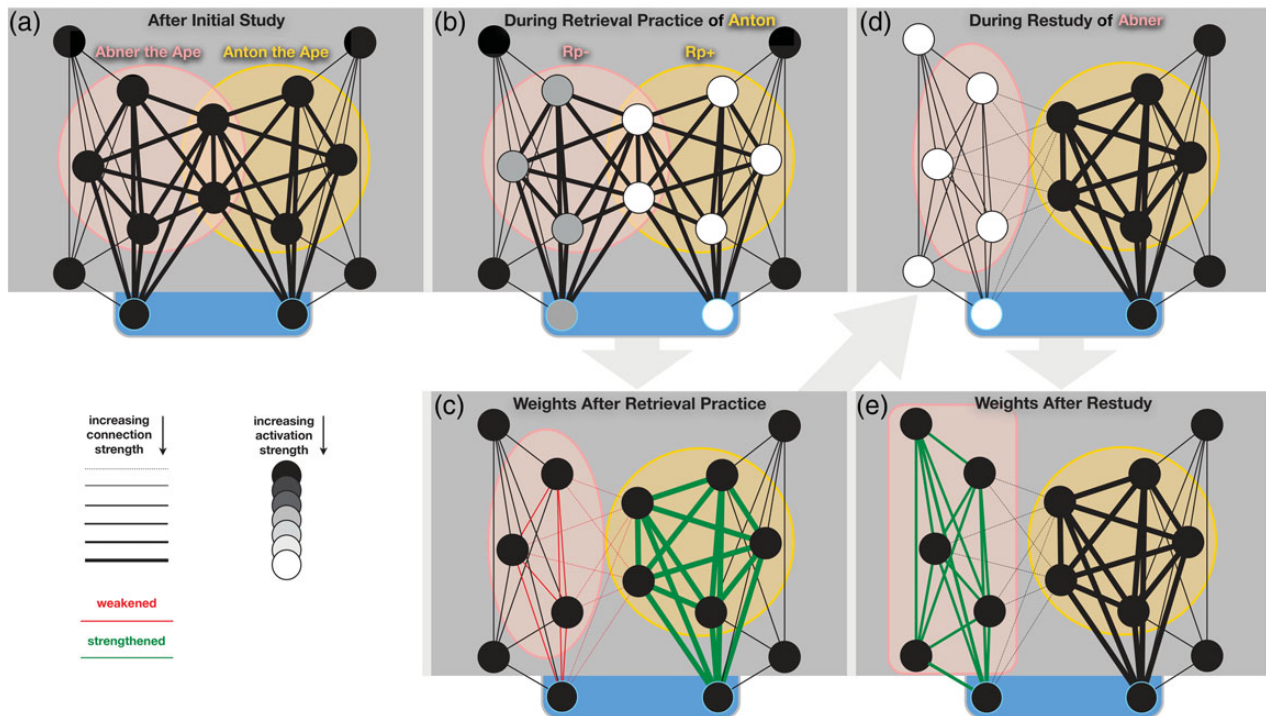 (a) After Initial Study
Abner the Ape Anton the Ape
(b) During Retrieval Practice of Anton
Rp- Rp+
(d) During Restudy of Abner
increasing
connection
strength
increasing
activation
strength
weakened
strengthened
(c) Weights After Retrieval Practice
(e) Weights After Restudy